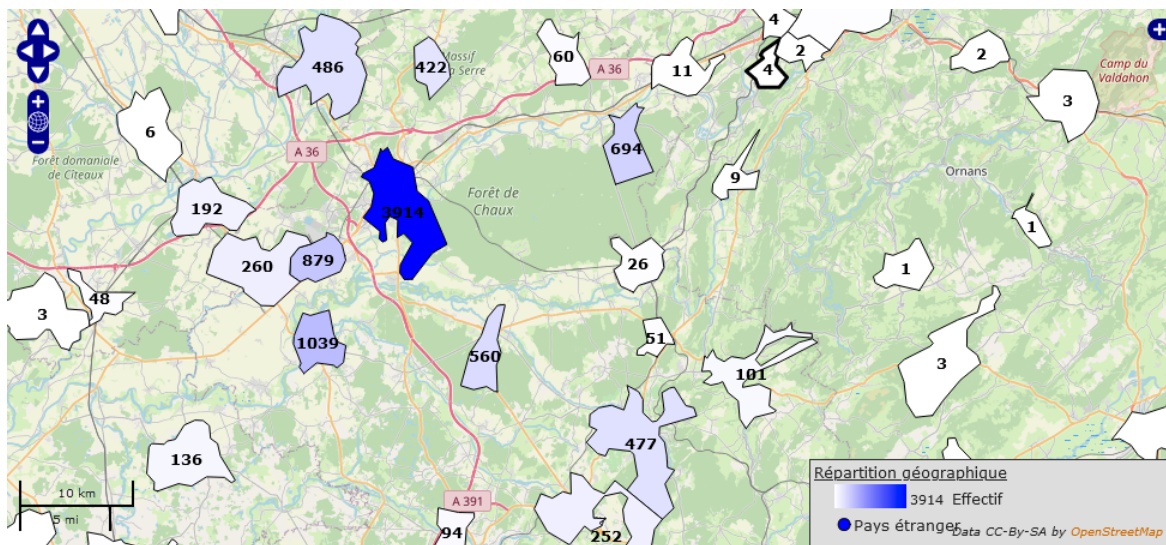 4
2
2
486
422
60
A 36
11
4
3
Camp du
Valdahon
Massif
la Serre
6
A 36
694
Forêt domaniale
de Cîteaux
9
Ornans
192
3914
Forêt de
Chaux
1
260
879
26
1
3
48
1039
560
51
101
3
136
477
10 km
5 mi
A 391
94
252
Répartition géographique
3914 Effectif
Pays étranger
Data CC-By-SA by OpenStreetMap